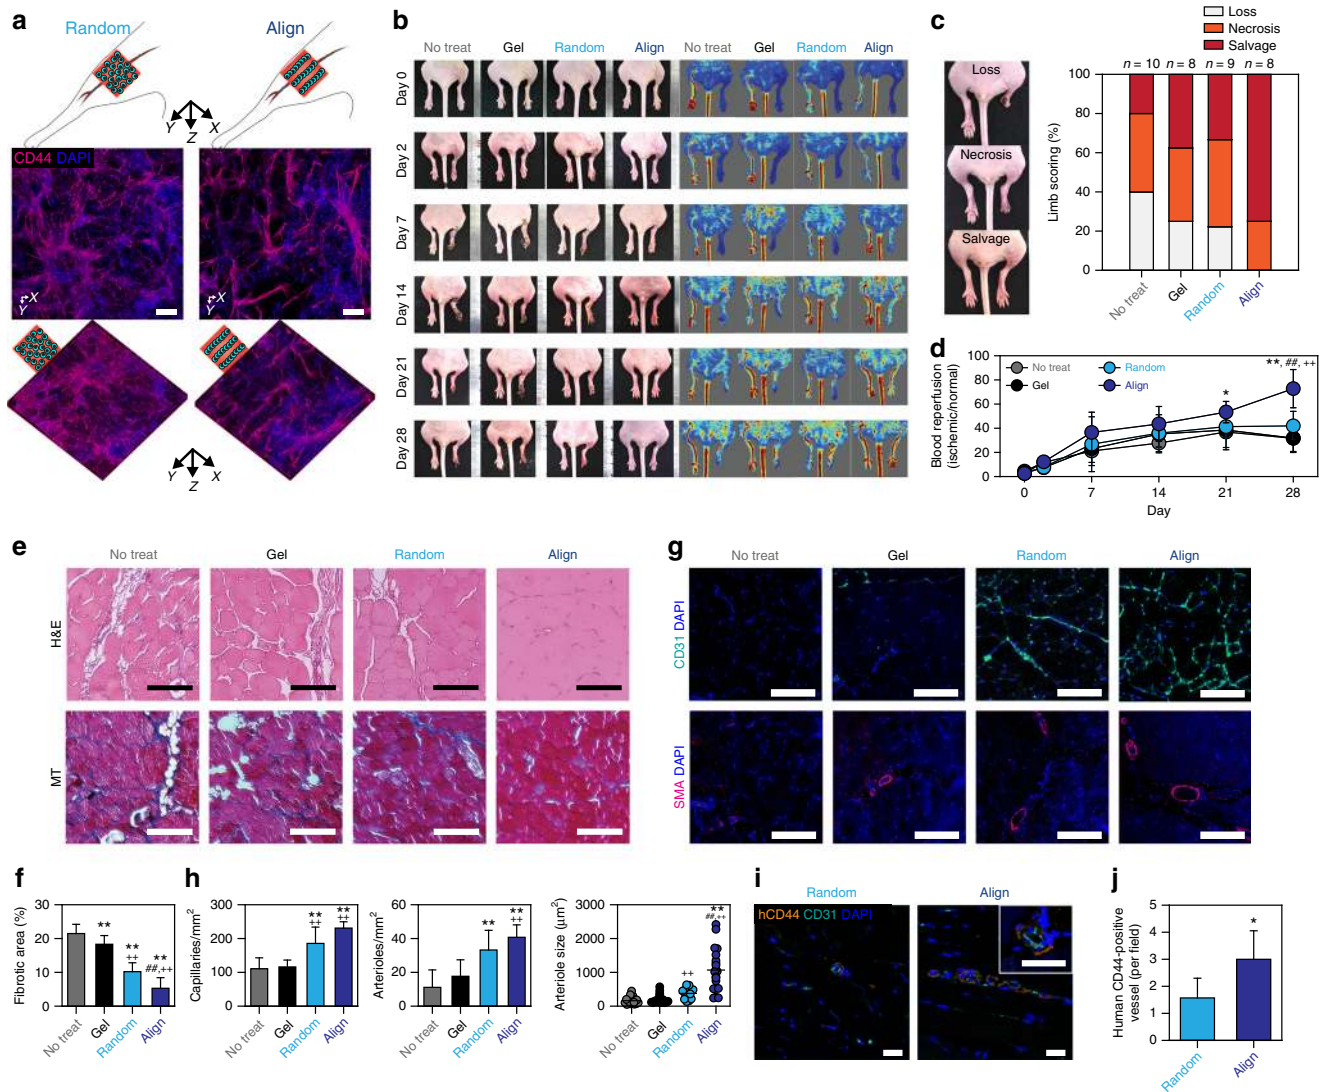 a
Random
Align
Y
Z
X
Y
Z
X
CD44 DAPI
X
Y
X
Y
Y
Z
X
b
No treat
Gel
Random
Align
No treat
Gel
Random
Align
Day 0
Day 2
Day 7
Day 14
Day 21
Day 28
c
Loss
Necrosis
Salvage
Loss
Necrosis
Salvage
n = 10
n = 8
n = 9
n = 8
Limb scoring (%)
100
80
60
40
20
0
No treat
Gel
Random
Align
d
Blood reperfusion
(ischemic/normal)
100
80
60
40
20
0
No treat
Random
Gel
Align
*
**, ##, ++
0
7
14
21
28
Day
e
No treat
Gel
Random
Align
H&E
MT
g
No treat
Gel
Random
Align
CD31 DAPI
SMA DAPI
f
Fibrotic area (%)
30
20
10
0
**
**
++
**
##,++
No treat
Gel
Random
Align
h
Capillaries/mm²
300
200
100
0
**
++
**
++
No treat
Gel
Random
Align
Arterioles/mm²
60
40
20
0
**
**
++
No treat
Gel
Random
Align
Arteriole size (µm²)
3000
2000
1000
0
++
**
##,++
No treat
Gel
Random
Align
i
Random
Align
hCD44 CD31 DAPI
j
Human CD44-positive
vessel (per field)
5
4
3
2
1
0
*
Random
Align